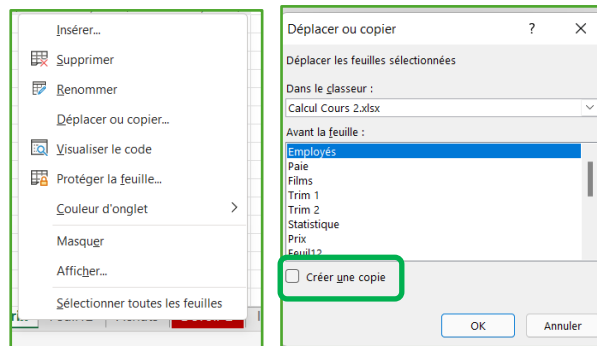 Insérer...
Supprimer
Renommer
Déplacer ou copier...
Visualiser le code
Protéger la feuille...
Couleur d'onglet
Masquer
Afficher...
Sélectionner toutes les feuilles
Déplacer ou copier
Déplacer les feuilles sélectionnées
Dans le classeur :
Calcul Cours 2.xlsx
Avant la feuille :
Employés
Paie
Films
Trim 1
Trim 2
Statistique
Prix
Feuil12
Créer une copie
OK Annuler